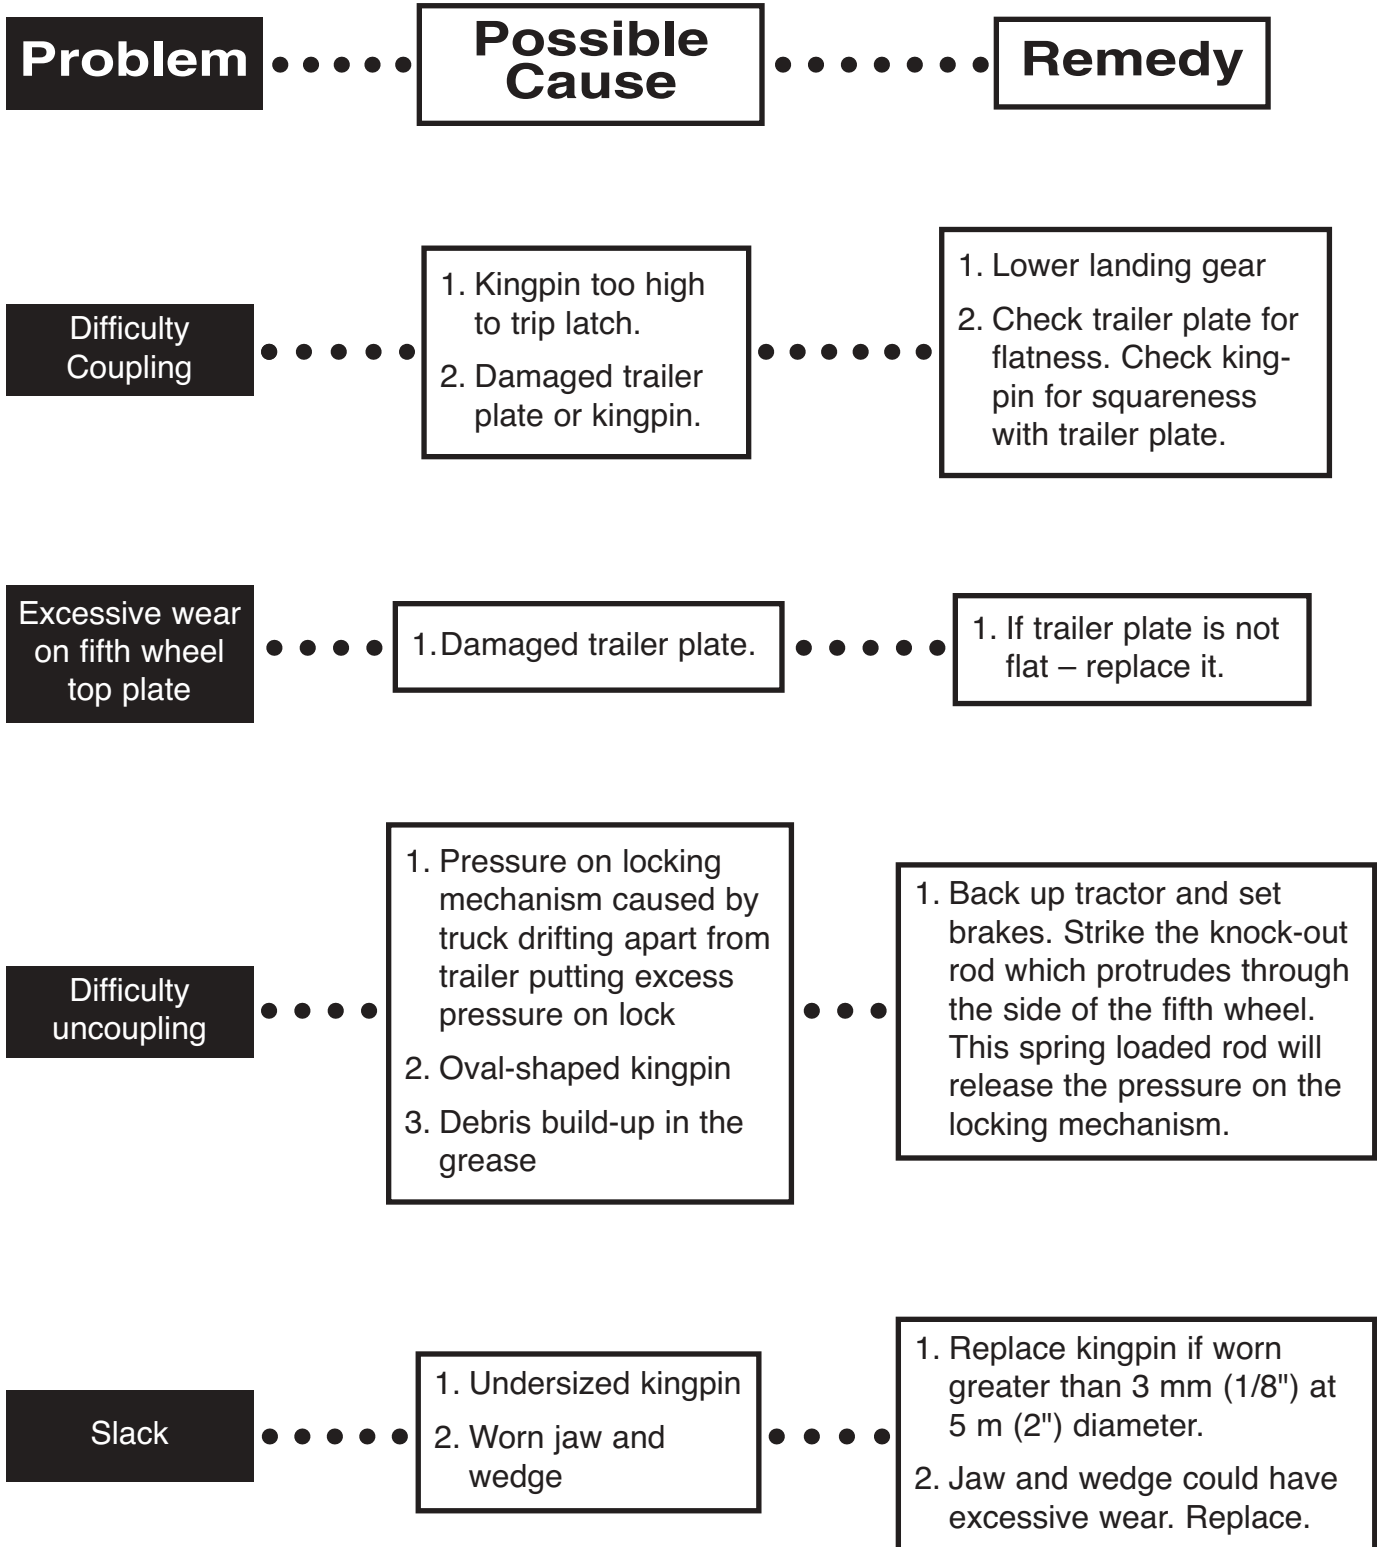 Problem
Possible
Cause
Remedy
Difficulty
Coupling
1. Kingpin too high
to trip latch.
2. Damaged trailer
plate or kingpin.
1. Lower landing gear
2. Check trailer plate for
flatness. Check king-
pin for squareness
with trailer plate.
Excessive wear
on fifth wheel
top plate
1.Damaged trailer plate.
1. If trailer plate is not
flat – replace it.
Difficulty
uncoupling
1. Pressure on locking
mechanism caused by
truck drifting apart from
trailer putting excess
pressure on lock
2. Oval-shaped kingpin
3. Debris build-up in the
grease
1. Back up tractor and set
brakes. Strike the knock-out
rod which protrudes through
the side of the fifth wheel.
This spring loaded rod will
release the pressure on the
locking mechanism.
Slack
1. Undersized kingpin
2. Worn jaw and
wedge
1. Replace kingpin if worn
greater than 3 mm (1/8") at
5 m (2") diameter.
2. Jaw and wedge could have
excessive wear. Replace.